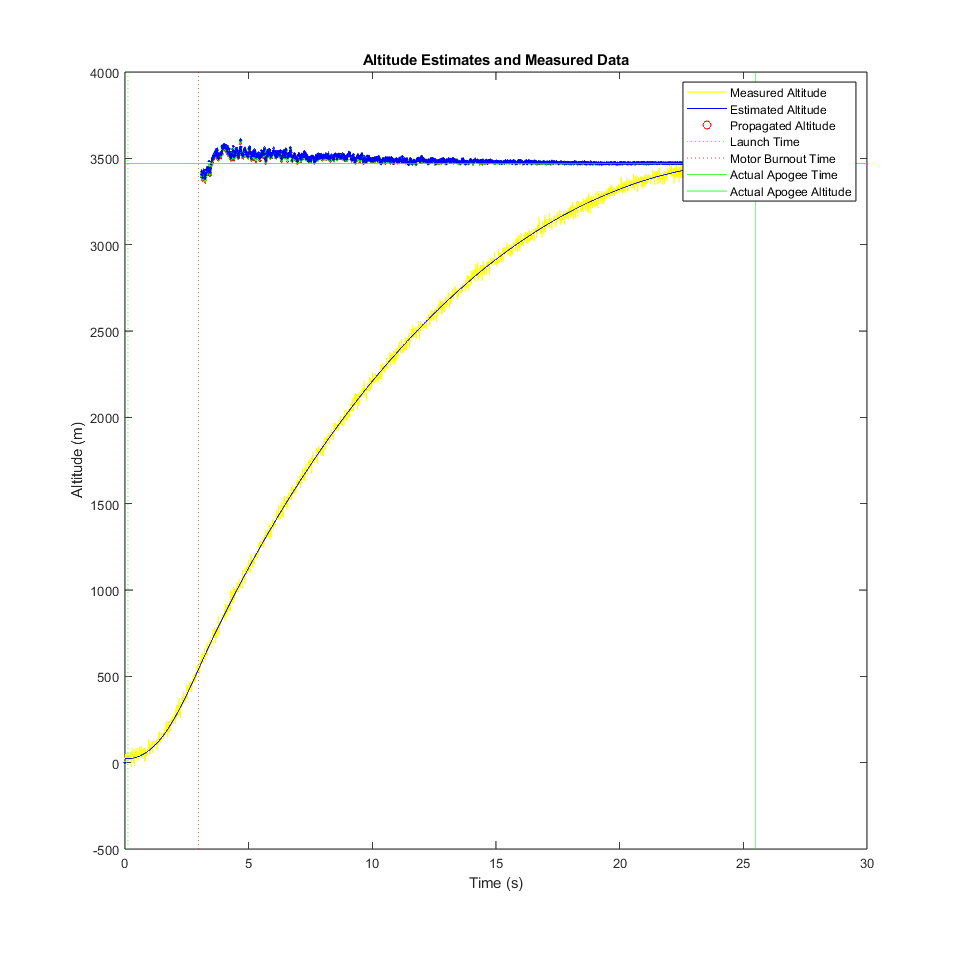 Altitude Estimates and Measured Data
4000
3500
3000
2500
2000
1500
1000
500
0
-500
Altitude (m)
Measured Altitude
Estimated Altitude
Propagated Altitude
Launch Time
Motor Burnout Time
Actual Apogee Time
Actual Apogee Altitude
0
5
10
15
20
25
30
Time (s)